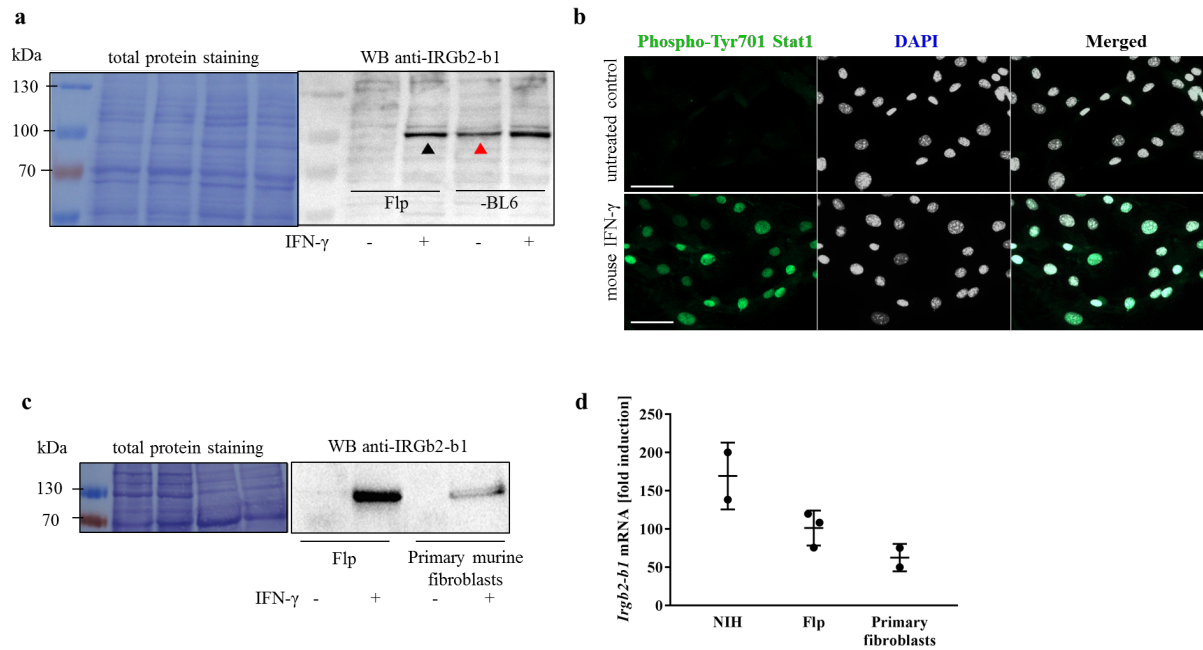 a
kDa
total protein staining
WB anti-IRGb2-b1
130
100
70
Flp
-BL6
IFN-γ
-
+
-
+
b
Phospho-Tyr701 Stat1
DAPI
Merged
untreated control
mouse IFN-γ
c
kDa
total protein staining
WB anti-IRGb2-b1
130
70
Flp
Primary murine
fibroblasts
IFN-γ
-
+
-
+
d
Irgb2-b1 mRNA [fold induction]
250
200
150
100
50
0
NIH
Flp
Primary
fibroblasts